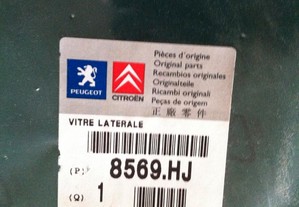 Pièces d'origine
Original parts
Recambios originales
Originalteile
Ricambi originali
Peças de origem
正廠零件
PEUGEOT
CITROËN
VITRE LATERALE
(P) 8569.HJ
(Q) 1